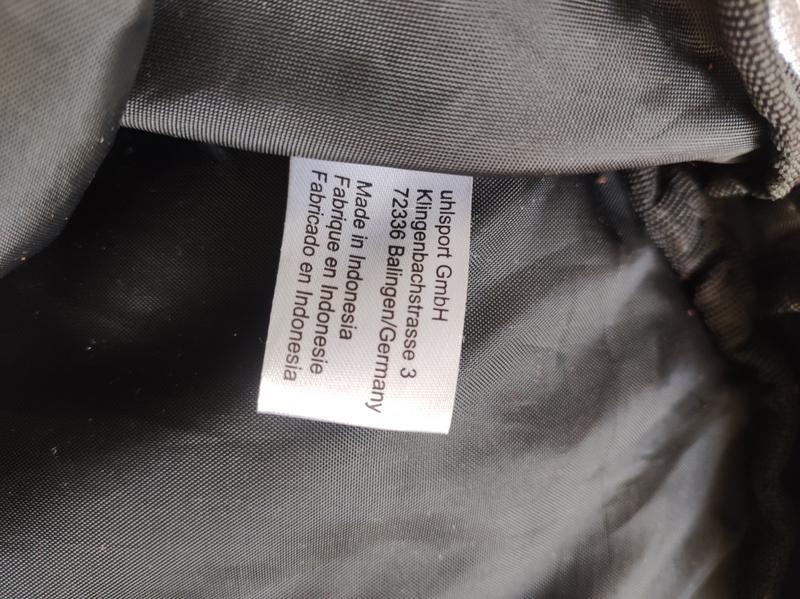 uhlsport GmbH
Klingenbachstrasse 3
72336 Balingen/Germany
Made in Indonesia
Fabrique en Indonesie
Fabricado en Indonesia